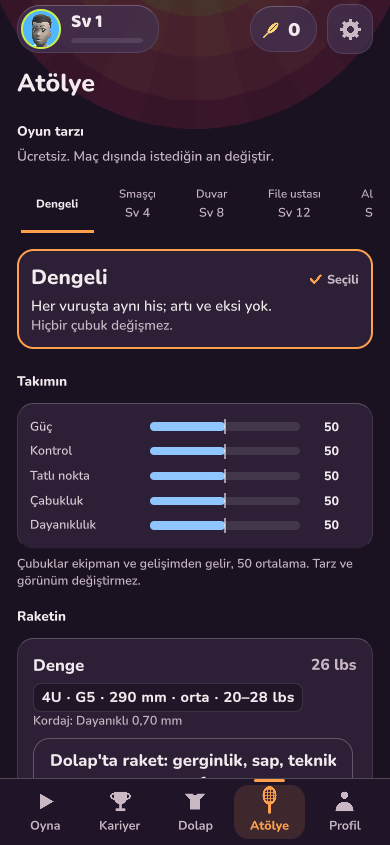 Sv 1
0
Atölye
Oyun tarzı
Ücretsiz. Maç dışında istediğin an değiştir.
Dengeli
Smaşçı
Sv 4
Duvar
Sv 8
File ustası
Sv 12
Al
S
Dengeli
Seçili
Her vuruşta aynı his; artı ve eksi yok.
Hiçbir çubuk değişmez.
Takımın
Güç 50
Kontrol 50
Tatlı nokta 50
Çabukluk 50
Dayanıklılık 50
Çubuklar ekipman ve gelişimden gelir, 50 ortalama. Tarz ve
görünüm değiştirmez.
Raketin
Denge 26 lbs
4U · G5 · 290 mm · orta · 20–28 lbs
Kordaj: Dayanıklı 0,70 mm
Dolap'ta raket: gerginlik, sap, teknik
Oyna
Kariyer
Dolap
Atölye
Profil